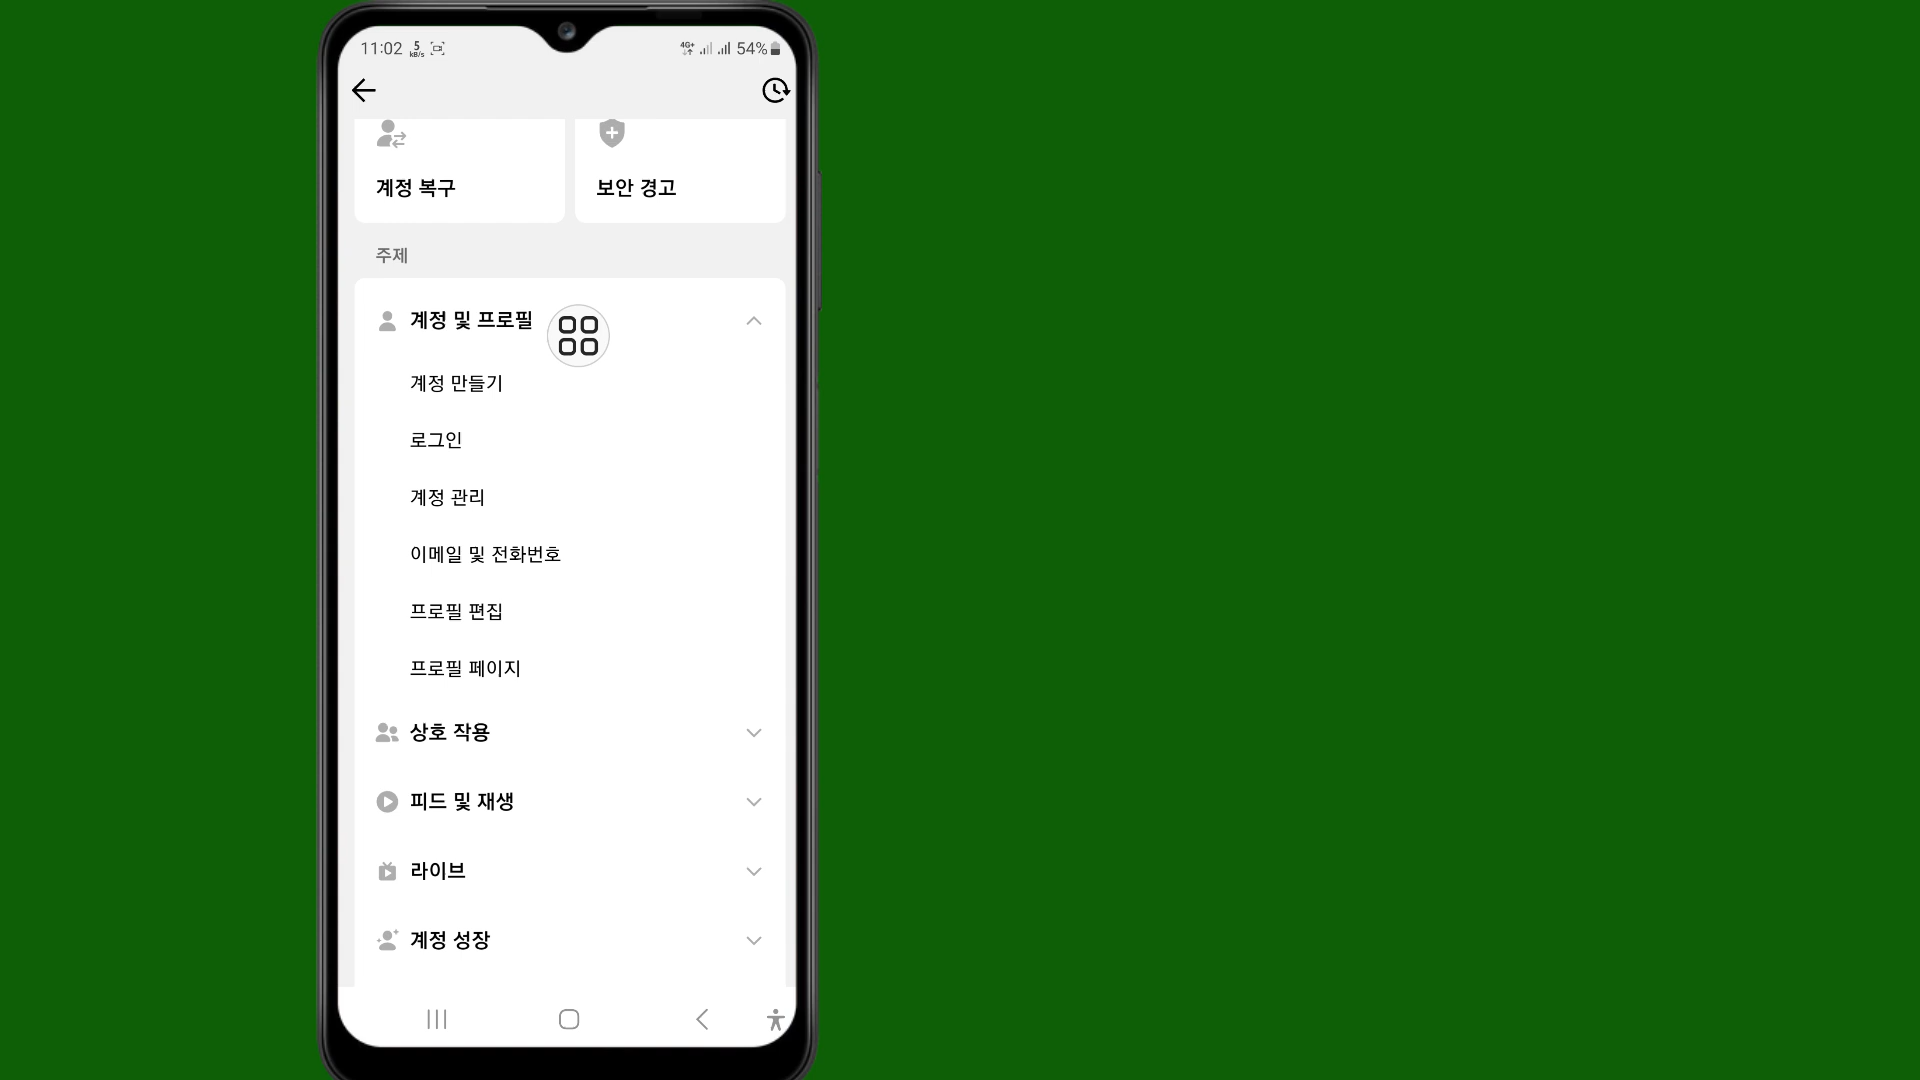 11:02 5 kB/s 4G+ 54%
계정 복구 보안 경고
주제
계정 및 프로필
계정 만들기
로그인
계정 관리
이메일 및 전화번호
프로필 편집
프로필 페이지
상호 작용
피드 및 재생
라이브
계정 성장